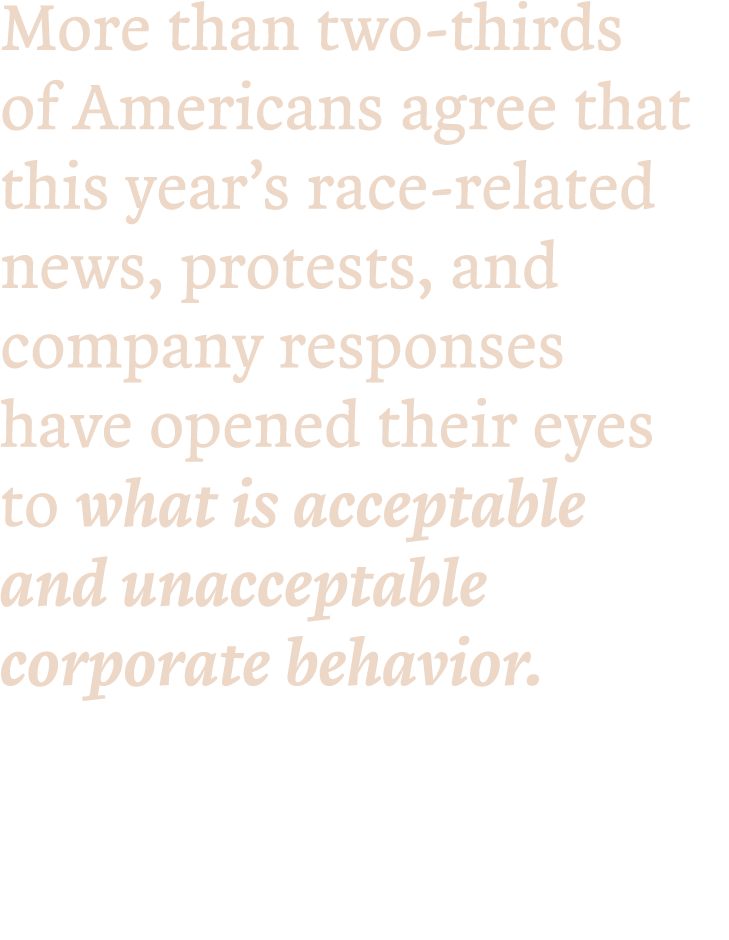 More than two-thirds
of Americans agree that
this year’s race-related
news, protests, and
company responses
have opened their eyes
to what is acceptable
and unacceptable
corporate behavior.